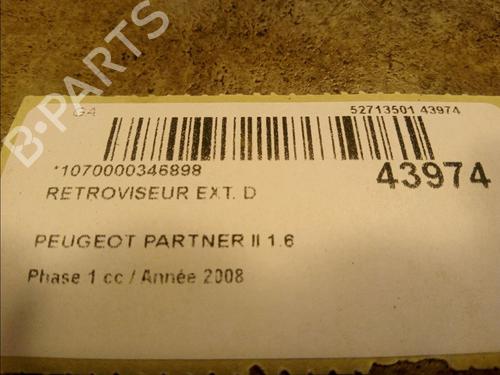 G4
52713501 43974
B-PARTS
*1070000346898
43974
RETROVISEUR EXT. D
PEUGEOT PARTNER II 1.6
Phase 1 cc / Année 2008